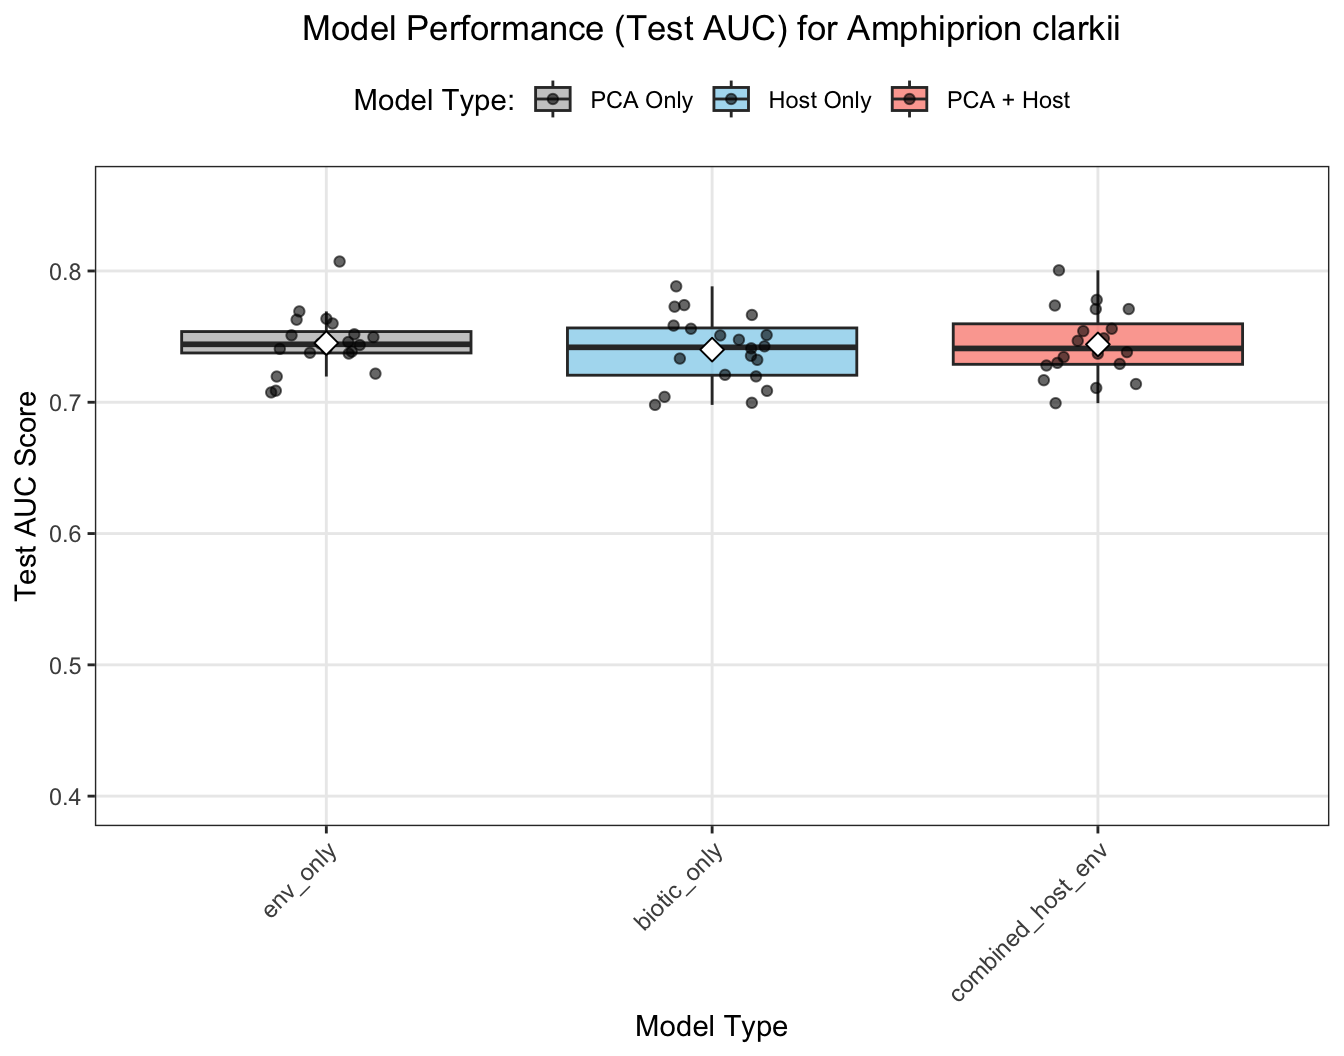 Model Performance (Test AUC) for Amphiprion clarkii
Model Type: PCA Only Host Only PCA + Host
Test AUC Score
0.8
0.7
0.6
0.5
0.4
env_only
biotic_only
combined_host_env
Model Type